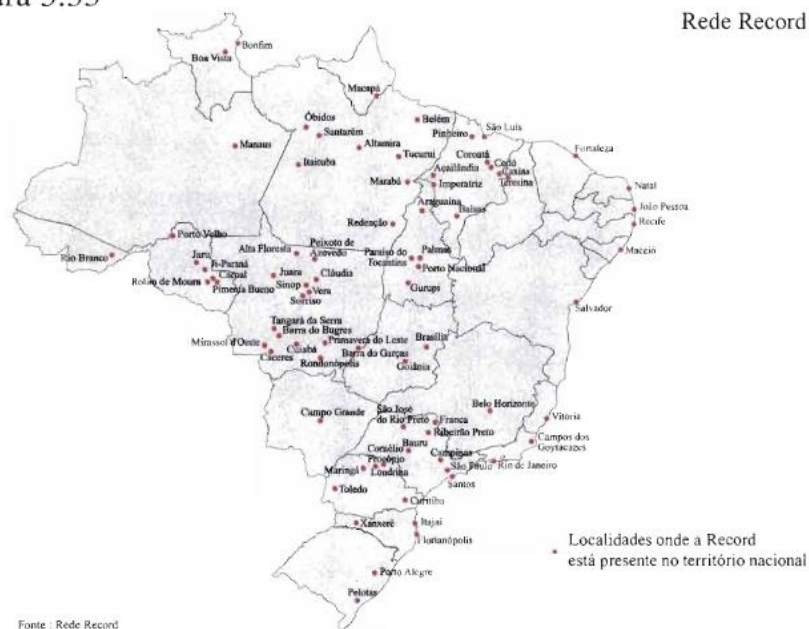 Rede Record
Bonfim
Boa Vista
Macapá
Óbidos
Santarém
Belém
Pinheiro
São Luís
Manaus
Altamira
Tucuruí
Coroatá
Codó
Caxias
Teresina
Fortaleza
Itaituba
Açailândia
Marabá
Imperatriz
Natal
Araguaina
João Pessoa
Redenção
Balsas
Recife
Porto Velho
Maceió
Rio Branco
Jaru
Ji-Paraná
Cacoal
Rolim de Moura
Pimenta Bueno
Alta Floresta
Peixoto de
Azevedo
Paraíso do
Tocantins
Palmas
Porto Nacional
Juara
Cláudia
Sinop
Vera
Sorriso
Gurupi
Salvador
Tangará da Serra
Barra do Bugres
Mirassol d'Oeste
Cuiabá
Primavera do Leste
Brasília
Cáceres
Barra do Garças
Rondonópolis
Goiânia
Campo Grande
São José
do Rio Preto
Franca
Belo Horizonte
Vitória
Ribeirão Preto
Bauru
Campos dos
Goytacazes
Cornélio
Procópio
Campinas
Maringá
Londrina
São Paulo
Rio de Janeiro
Santos
Toledo
Curitiba
Xanxerê
Itajaí
Florianópolis
Localidades onde a Record
está presente no território nacional
Porto Alegre
Pelotas
Fonte : Rede Record